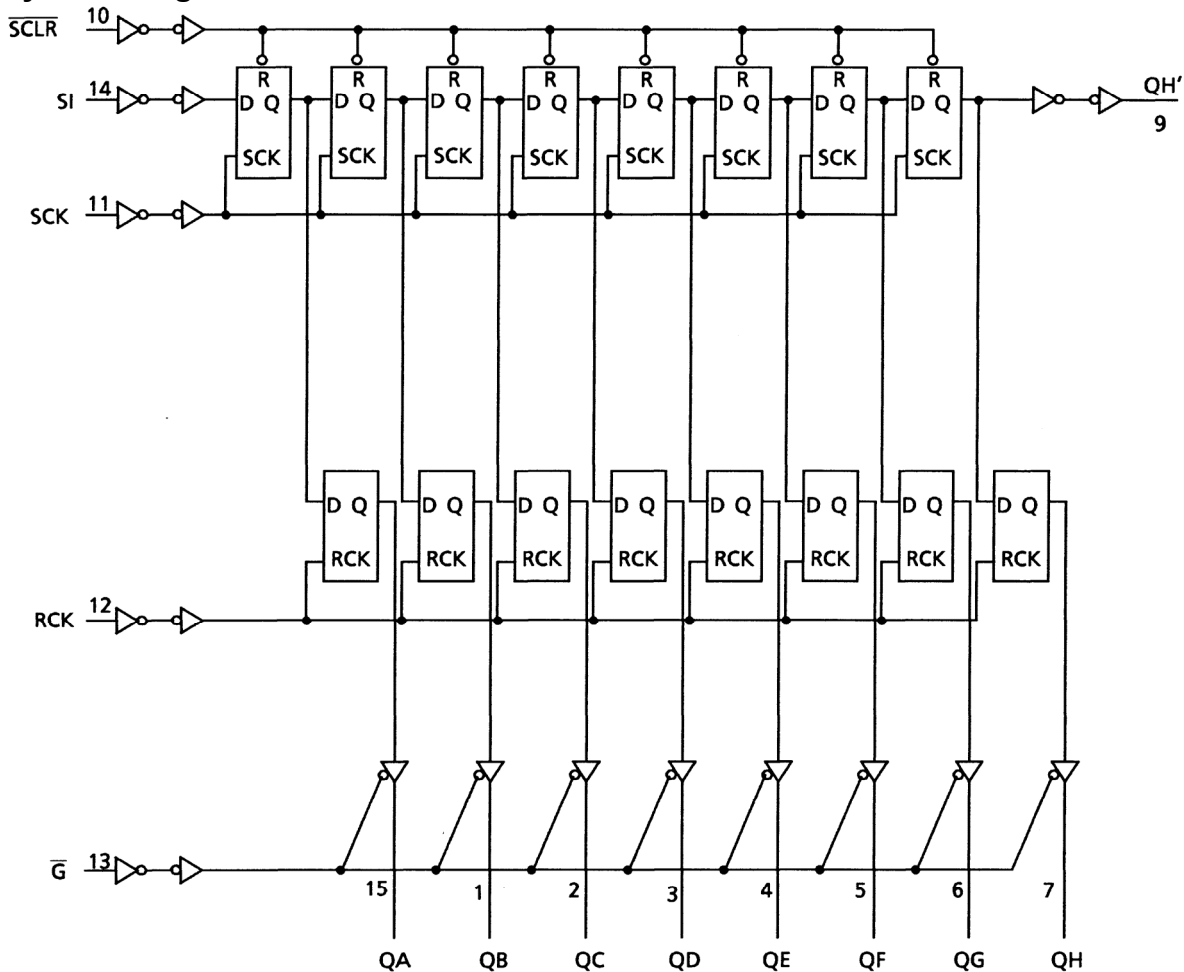 SCLR 10
R R R R R R R R
SI 14 D Q D Q D Q D Q D Q D Q D Q D Q QH'
9
SCK SCK SCK SCK SCK SCK SCK SCK
SCK 11
D Q D Q D Q D Q D Q D Q D Q D Q
RCK RCK RCK RCK RCK RCK RCK RCK
RCK 12
G 13
15 1 2 3 4 5 6 7
QA QB QC QD QE QF QG QH